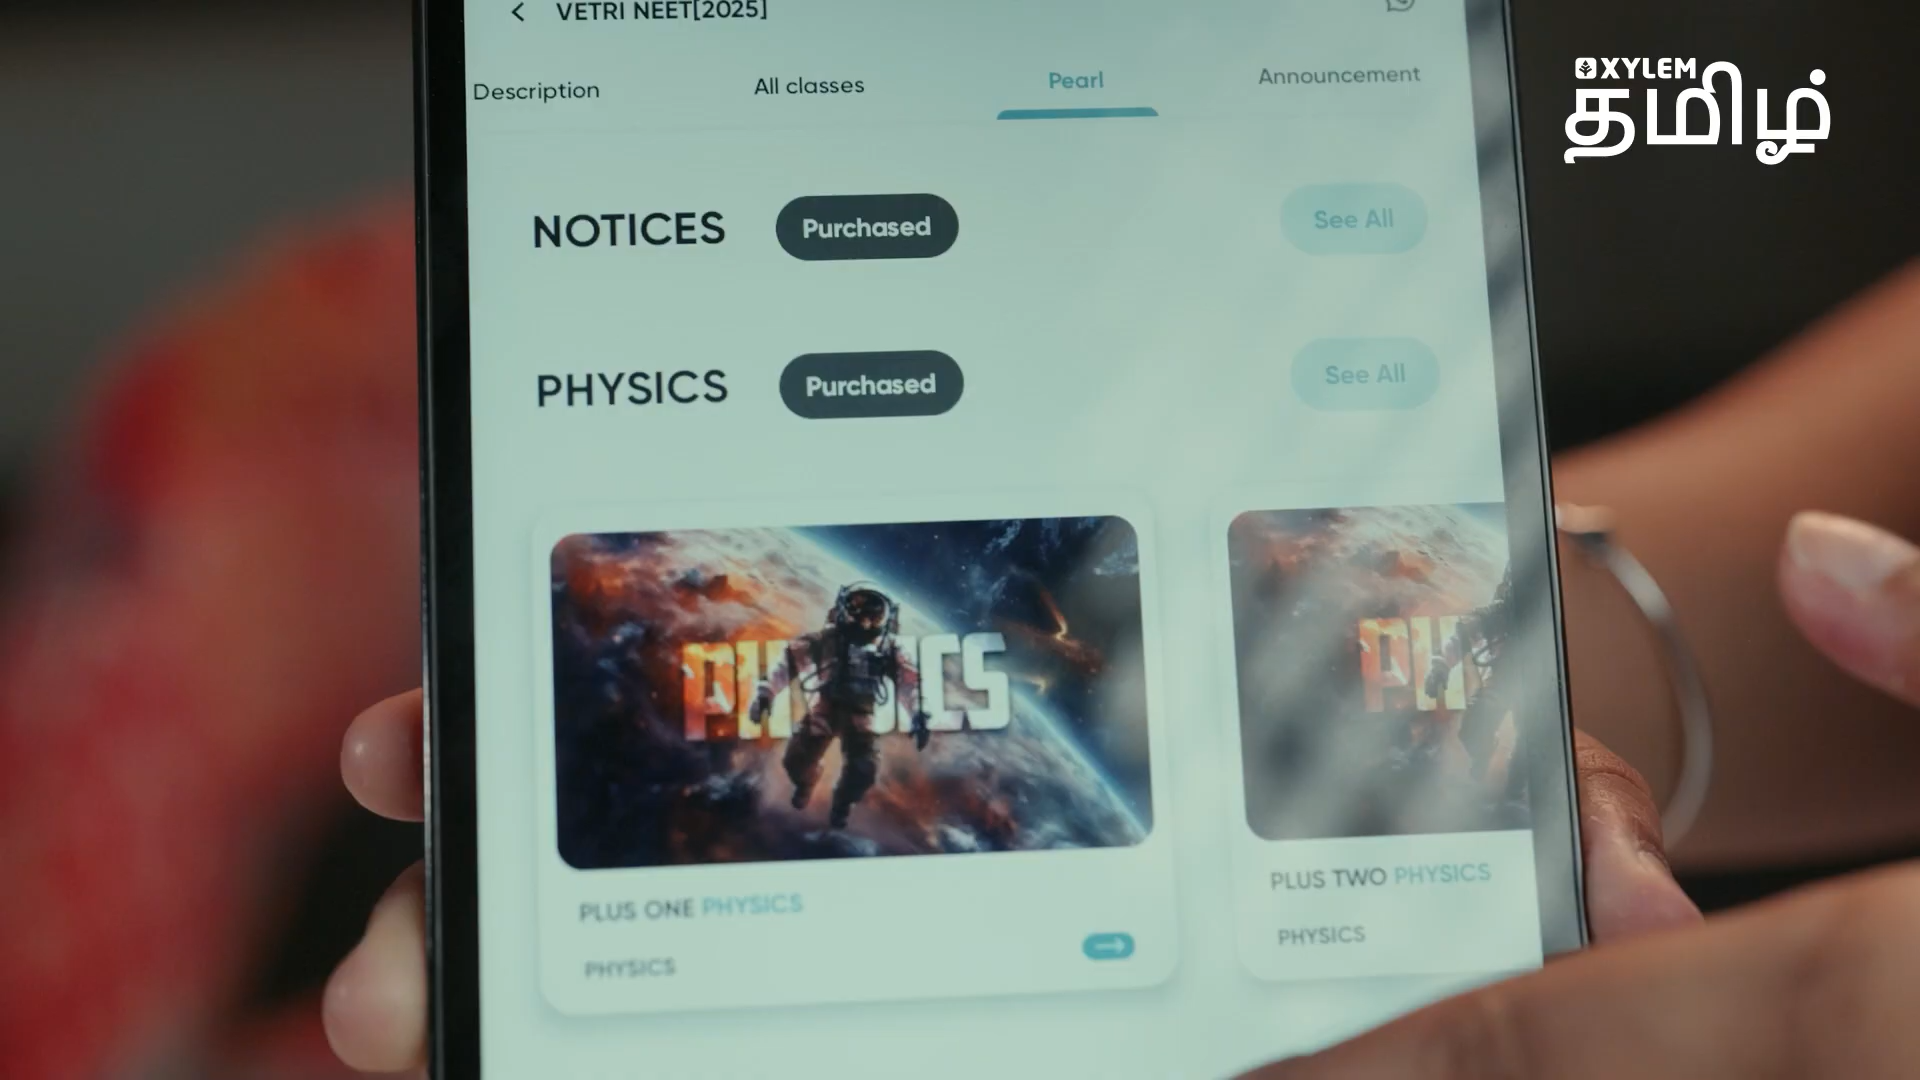 VETRI NEET[2025]
Description
All classes
Pearl
Announcement
XYLEM
தமிழ்
NOTICES
Purchased
See All
PHYSICS
Purchased
See All
PHYSICS
PLUS ONE PHYSICS
PHYSICS
PLUS TWO PHYSICS
PHYSICS